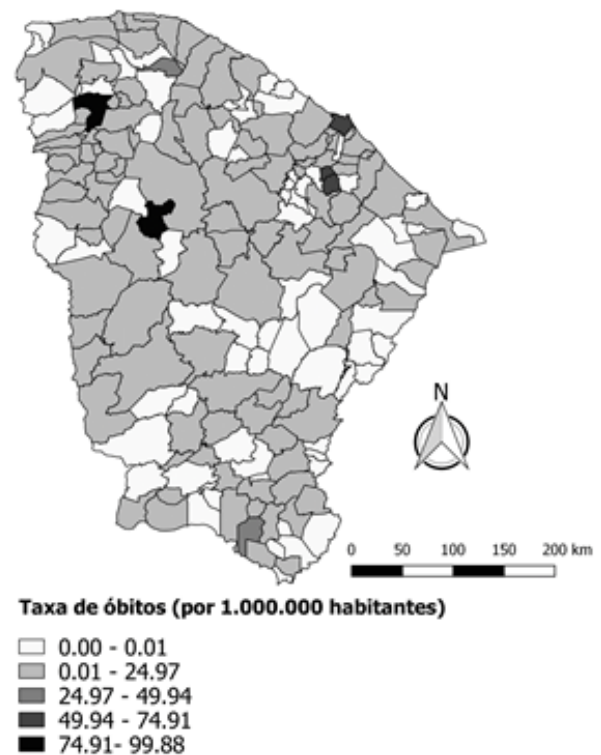 N
0 50 100 150 200 km
Taxa de óbitos (por 1.000.000 habitantes)
0.00 - 0.01
0.01 - 24.97
24.97 - 49.94
49.94 - 74.91
74.91- 99.88